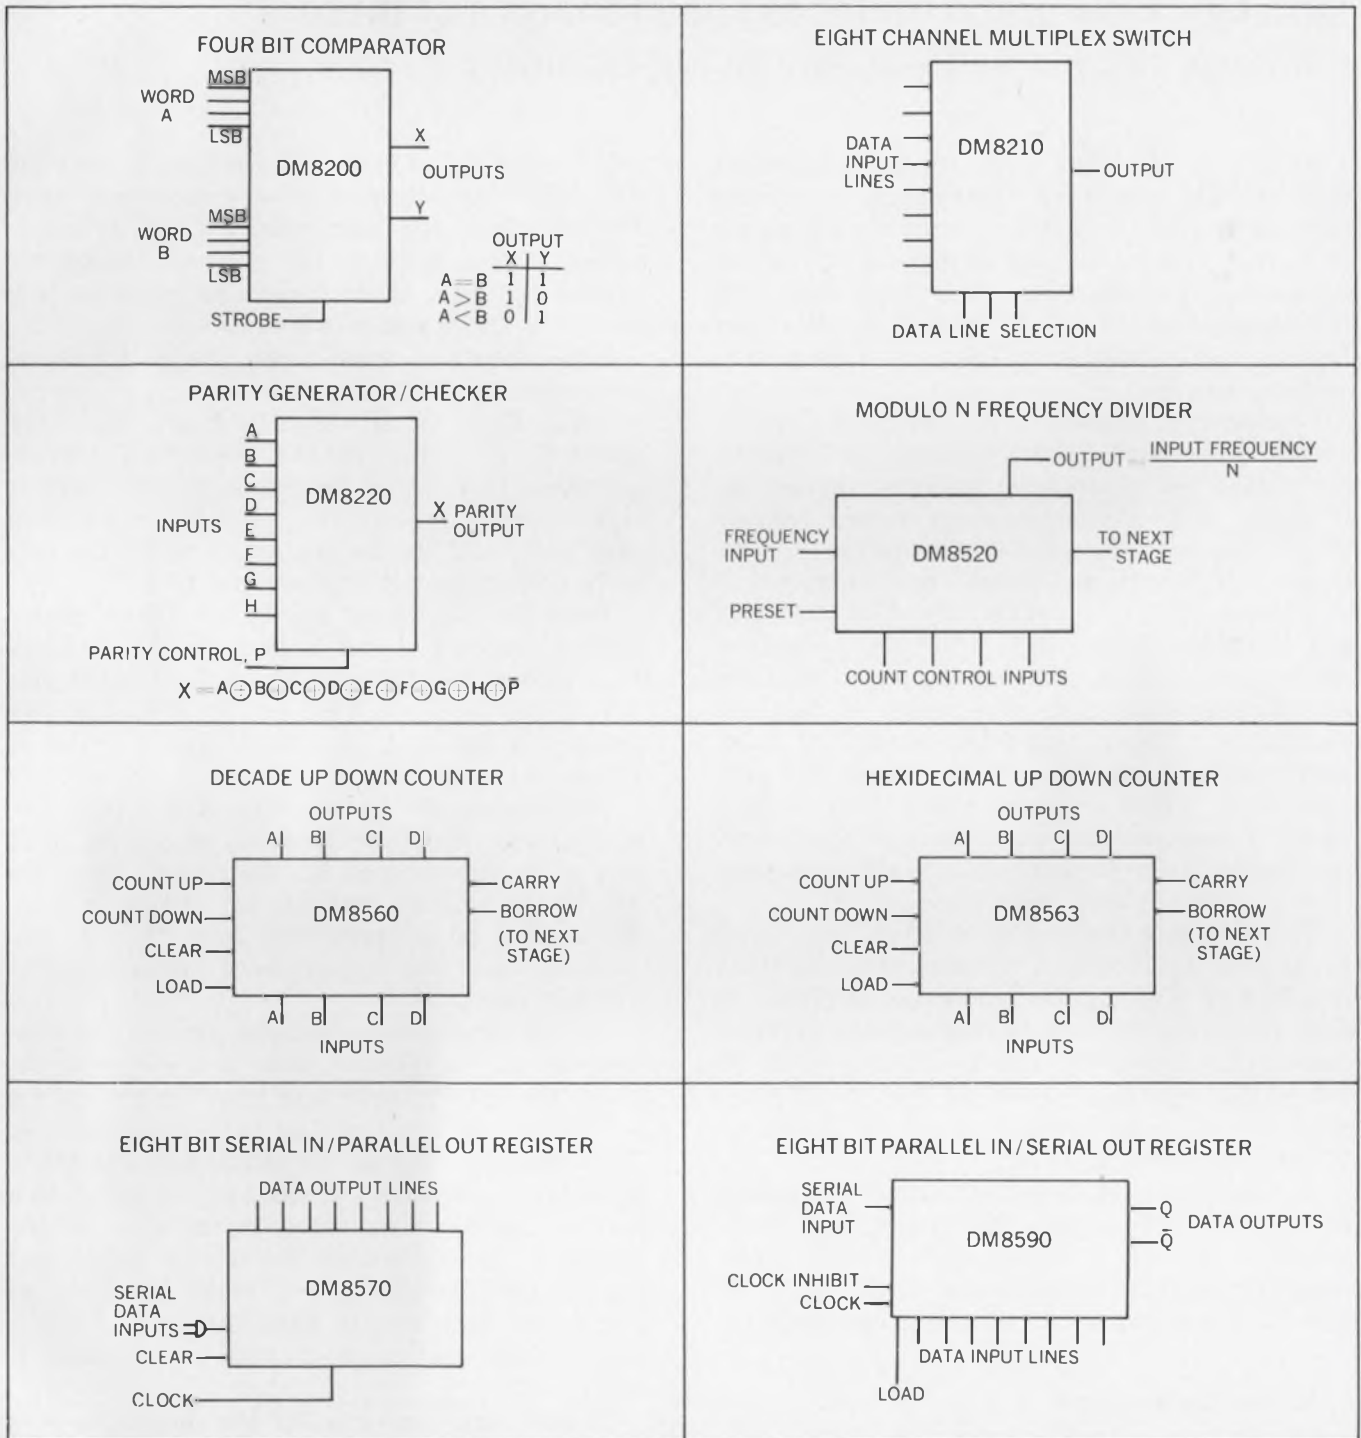 FOUR BIT COMPARATOR
MSB
WORD
A
LSB
DM8200
X
OUTPUTS
Y
MSB
WORD
B
LSB
STROBE
OUTPUT
X Y
A=B 1 1
A>B 1 0
A<B 0 1
EIGHT CHANNEL MULTIPLEX SWITCH
DATA
INPUT
LINES
DM8210
OUTPUT
DATA LINE SELECTION
PARITY GENERATOR/CHECKER
A
B
C
D
E
F
G
H
INPUTS
DM8220
X PARITY
OUTPUT
PARITY CONTROL, P
X = A⊕B⊕C⊕D⊕E⊕F⊕G⊕H⊕P̅
MODULO N FREQUENCY DIVIDER
OUTPUT = INPUT FREQUENCY
N
FREQUENCY
INPUT
DM8520
TO NEXT
STAGE
PRESET
COUNT CONTROL INPUTS
DECADE UP DOWN COUNTER
OUTPUTS
A B C D
COUNT UP
COUNT DOWN
CLEAR
LOAD
DM8560
CARRY
BORROW
(TO NEXT
STAGE)
A B C D
INPUTS
HEXIDECIMAL UP DOWN COUNTER
OUTPUTS
A B C D
COUNT UP
COUNT DOWN
CLEAR
LOAD
DM8563
CARRY
BORROW
(TO NEXT
STAGE)
A B C D
INPUTS
EIGHT BIT SERIAL IN/PARALLEL OUT REGISTER
DATA OUTPUT LINES
DM8570
SERIAL
DATA
INPUTS
CLEAR
CLOCK
EIGHT BIT PARALLEL IN/SERIAL OUT REGISTER
SERIAL
DATA
INPUT
DM8590
Q
Q̅
DATA OUTPUTS
CLOCK INHIBIT
CLOCK
DATA INPUT LINES
LOAD